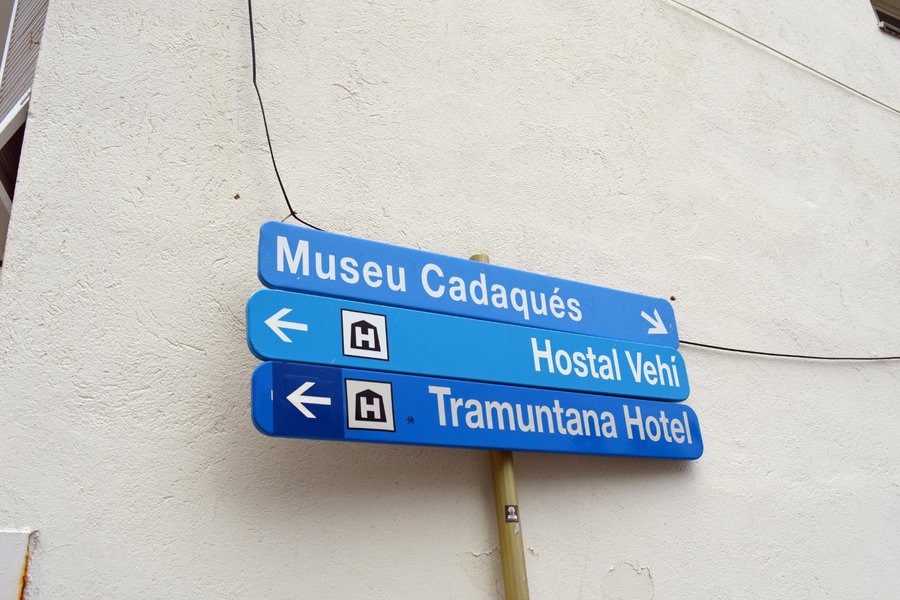 Museu Cadaqués
H Hostal Vehí
H Tramuntana Hotel